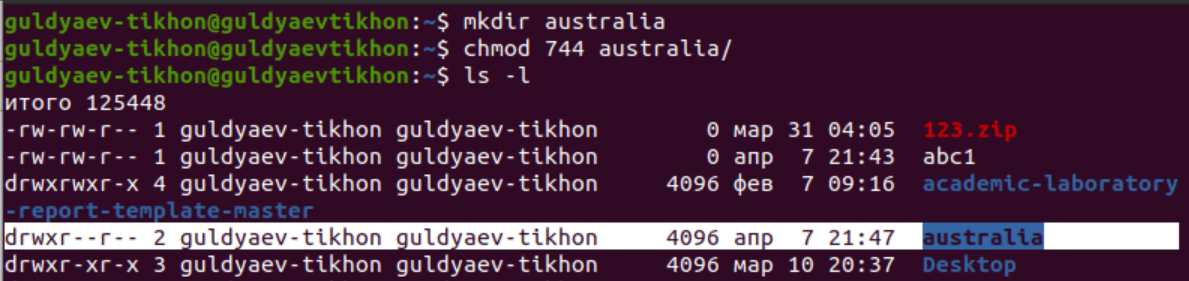 guldyaev-tikhon@guldyaevtikhon:~$ mkdir australia
guldyaev-tikhon@guldyaevtikhon:~$ chmod 744 australia/
guldyaev-tikhon@guldyaevtikhon:~$ ls -l
итого 125448
-rw-rw-r-- 1 guldyaev-tikhon guldyaev-tikhon 0 мар 31 04:05 123.zip
-rw-rw-r-- 1 guldyaev-tikhon guldyaev-tikhon 0 апр 7 21:43 abc1
drwxrwxr-x 4 guldyaev-tikhon guldyaev-tikhon 4096 фев 7 09:16 academic-laboratory
-report-template-master
drwxr--r-- 2 guldyaev-tikhon guldyaev-tikhon 4096 апр 7 21:47 australia
drwxr-xr-x 3 guldyaev-tikhon guldyaev-tikhon 4096 мар 10 20:37 Desktop